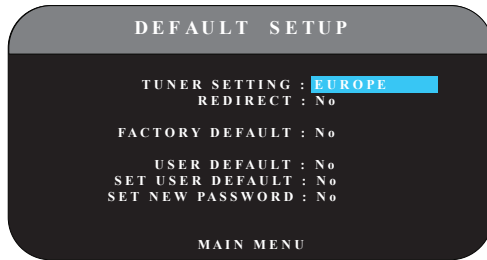 DEFAULT SETUP
TUNER SETTING : EUROPE
REDIRECT : No
FACTORY DEFAULT : No
USER DEFAULT : No
SET USER DEFAULT : No
SET NEW PASSWORD : No
MAIN MENU